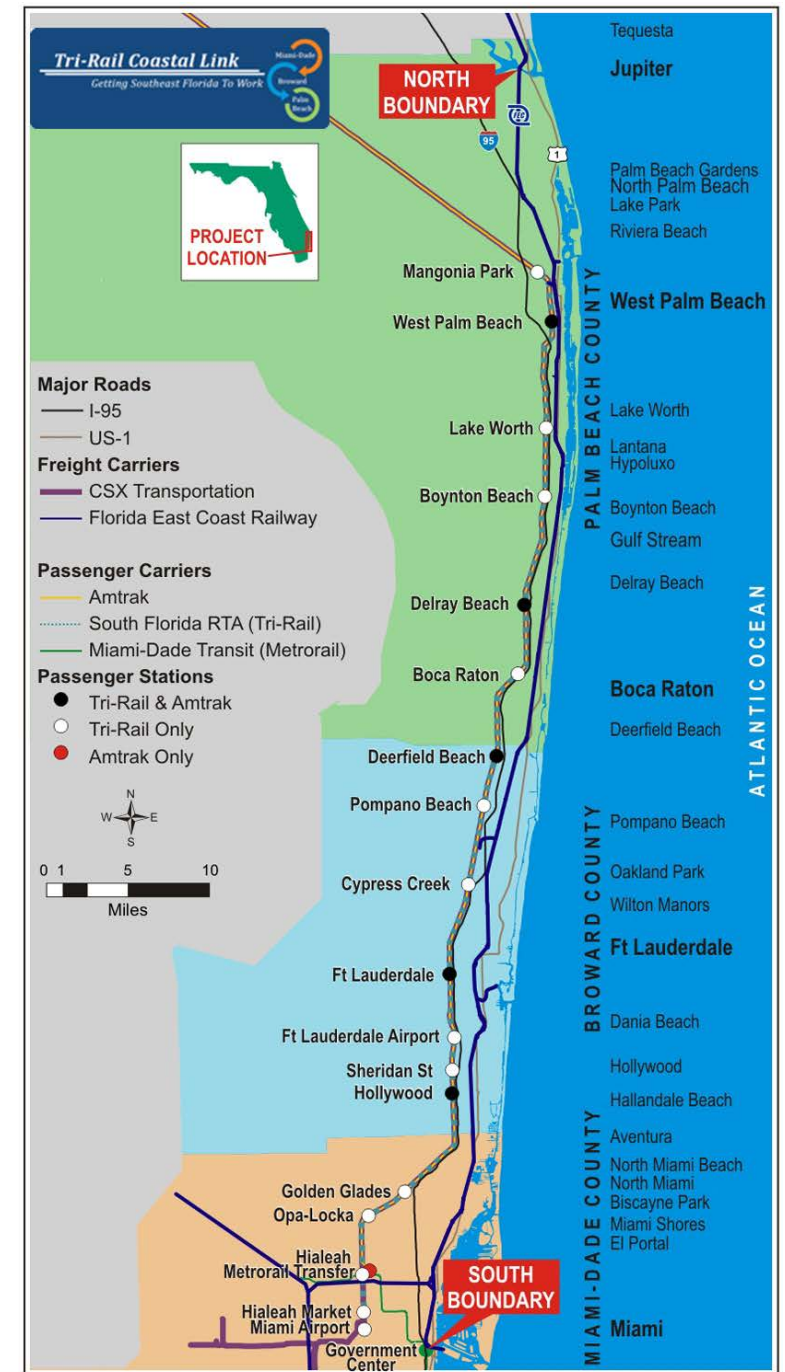 Tri-Rail Coastal Link
Getting Southeast Florida To Work
Miami-Dade
Broward
Palm
Beach
NORTH
BOUNDARY
95
1
PROJECT
LOCATION
Tequesta
Jupiter
Palm Beach Gardens
North Palm Beach
Lake Park
Riviera Beach
West Palm Beach
Lake Worth
Lantana
Hypoluxo
Boynton Beach
Gulf Stream
Delray Beach
Boca Raton
Deerfield Beach
Pompano Beach
Oakland Park
Wilton Manors
Ft Lauderdale
Dania Beach
Hollywood
Hallandale Beach
Aventura
North Miami Beach
North Miami
Biscayne Park
Miami Shores
El Portal
Miami
PALM BEACH COUNTY
BROWARD COUNTY
MIAMI-DADE COUNTY
ATLANTIC OCEAN
Mangonia Park
West Palm Beach
Lake Worth
Boynton Beach
Delray Beach
Boca Raton
Deerfield Beach
Pompano Beach
Cypress Creek
Ft Lauderdale
Ft Lauderdale Airport
Sheridan St
Hollywood
Golden Glades
Opa-Locka
Hialeah
Metrorail Transfer
Hialeah Market
Miami Airport
Government
Center
SOUTH
BOUNDARY
Major Roads
I-95
US-1
Freight Carriers
CSX Transportation
Florida East Coast Railway
Passenger Carriers
Amtrak
South Florida RTA (Tri-Rail)
Miami-Dade Transit (Metrorail)
Passenger Stations
Tri-Rail & Amtrak
Tri-Rail Only
Amtrak Only
N
W E
S
0 1 5 10
Miles